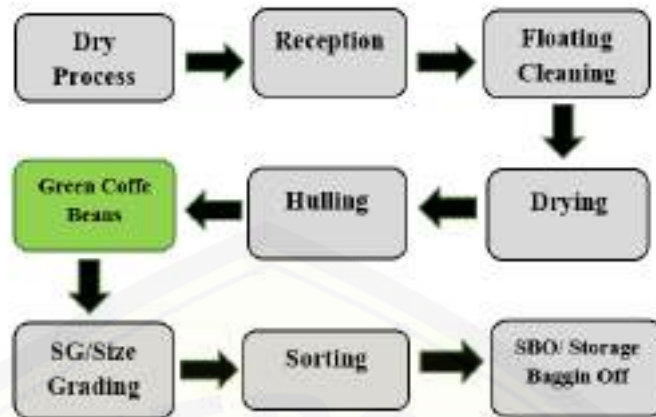 Dry
Process
Reception
Floating
Cleaning
Drying
Hulling
Green Coffe
Beans
SG/Size
Grading
Sorting
SBO/ Storage
Baggin Off